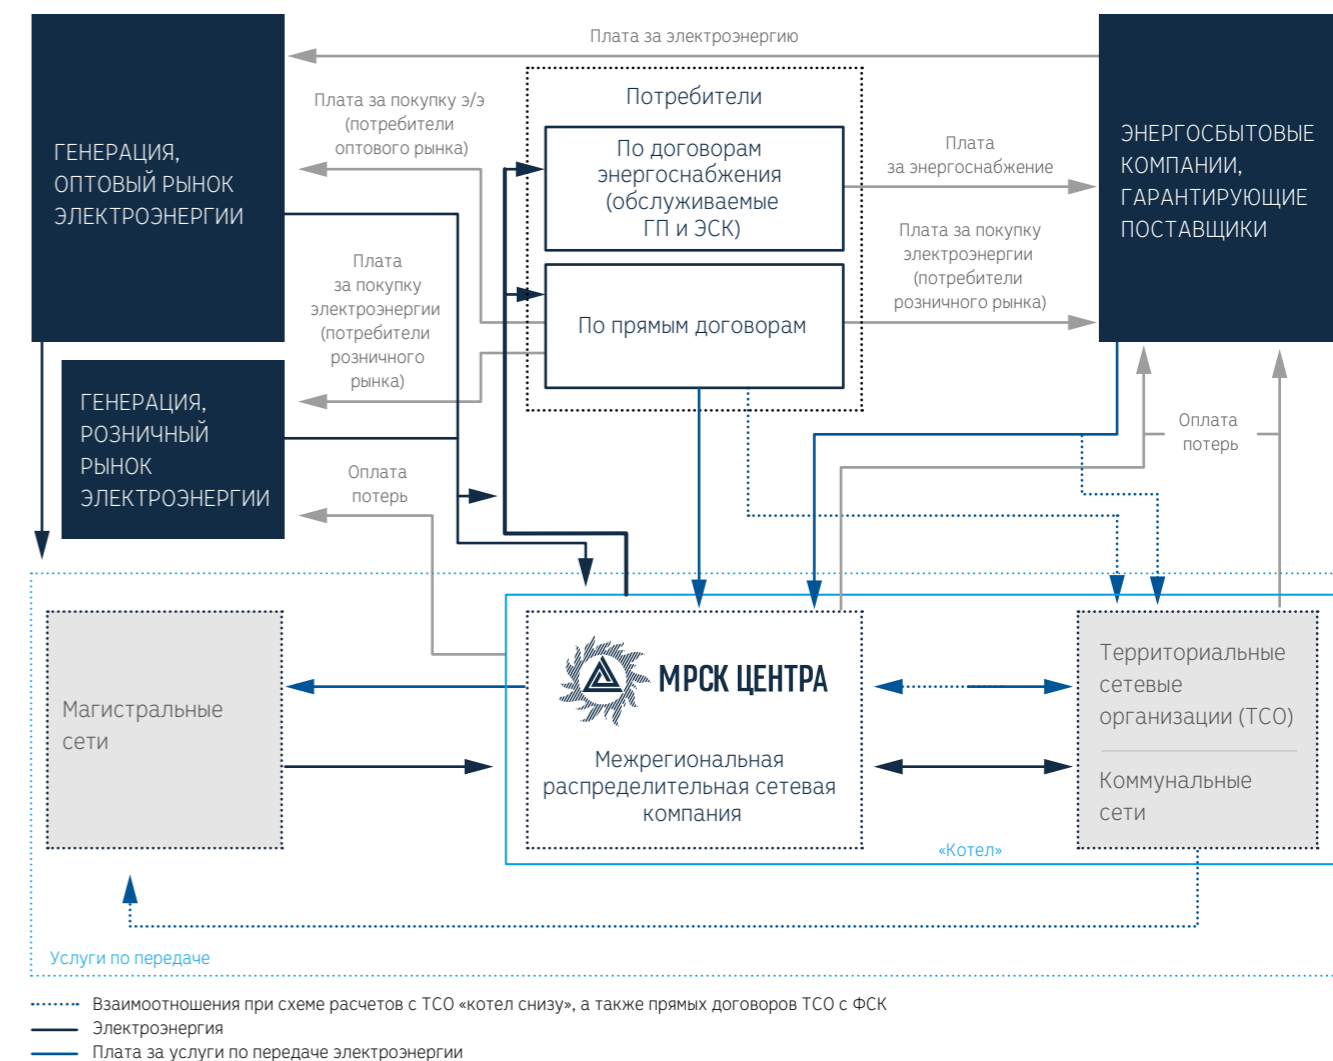 Плата за электроэнергию
ГЕНЕРАЦИЯ,
ОПТОВЫЙ РЫНОК
ЭЛЕКТРОЭНЕРГИИ
Плата за покупку э/э
(потребители
оптового рынка)
Потребители
По договорам
энергоснабжения
(обслуживаемые
ГП и ЭСК)
Плата
за энергоснабжение
ЭНЕРГОСБЫТОВЫЕ
КОМПАНИИ,
ГАРАНТИРУЮЩИЕ
ПОСТАВЩИКИ
Плата
за покупку
электроэнергии
(потребители
розничного
рынка)
По прямым договорам
Плата за покупку
электроэнергии
(потребители
розничного рынка)
ГЕНЕРАЦИЯ,
РОЗНИЧНЫЙ
РЫНОК
ЭЛЕКТРОЭНЕРГИИ
Оплата
потерь
Оплата
потерь
Магистральные
сети
МРСК ЦЕНТРА
Межрегиональная
распределительная сетевая
компания
Территориальные
сетевые
организации (ТСО)
Коммунальные
сети
«Котел»
Услуги по передаче
Взаимоотношения при схеме расчетов с ТСО «котел снизу», а также прямых договоров ТСО с ФСК
Электроэнергия
Плата за услуги по передаче электроэнергии